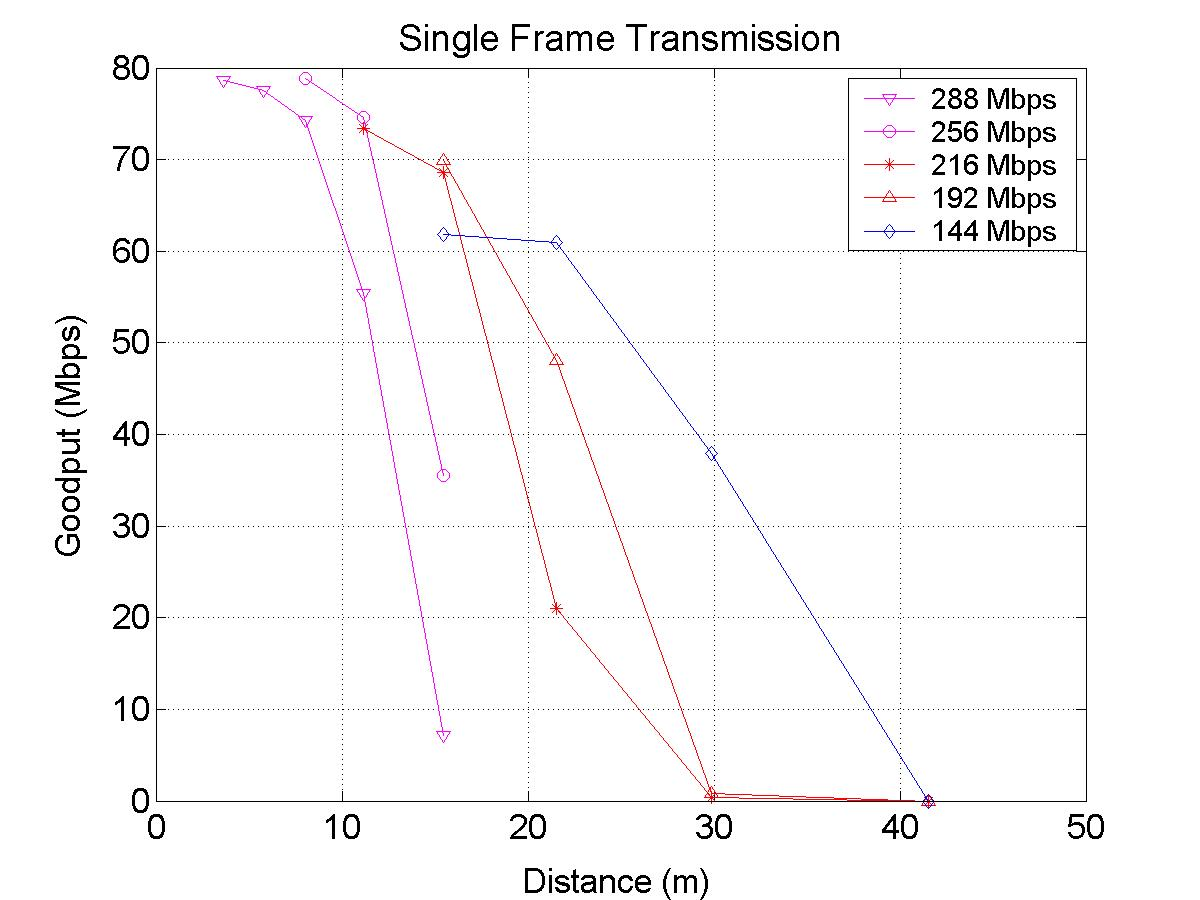 Single Frame Transmission
80
70
60
50
40
30
20
10
0
Goodput (Mbps)
288 Mbps
256 Mbps
216 Mbps
192 Mbps
144 Mbps
0 10 20 30 40 50
Distance (m)